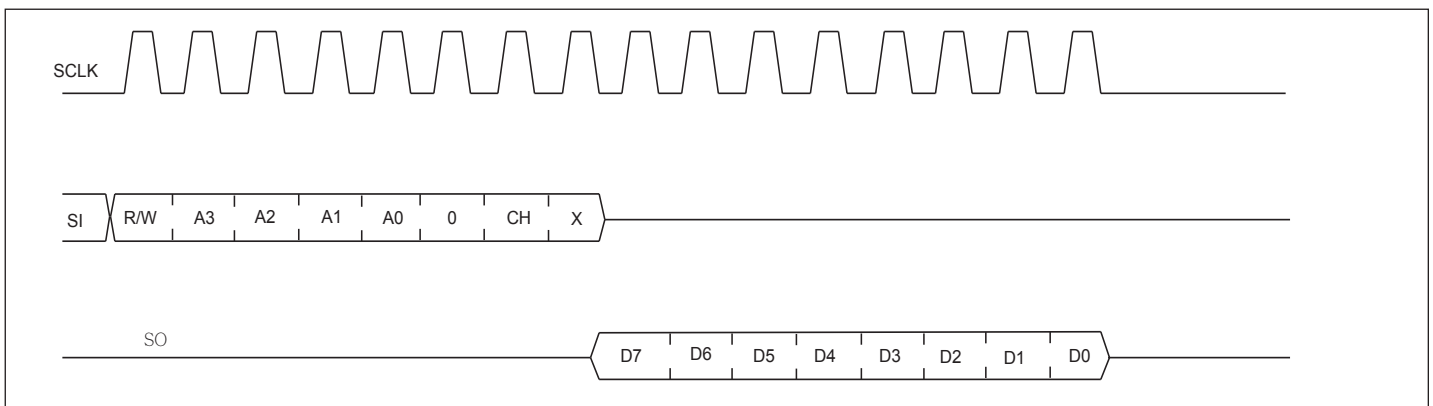 SCLK
SI R/W A3 A2 A1 A0 0 CH X
SO
D7 D6 D5 D4 D3 D2 D1 D0